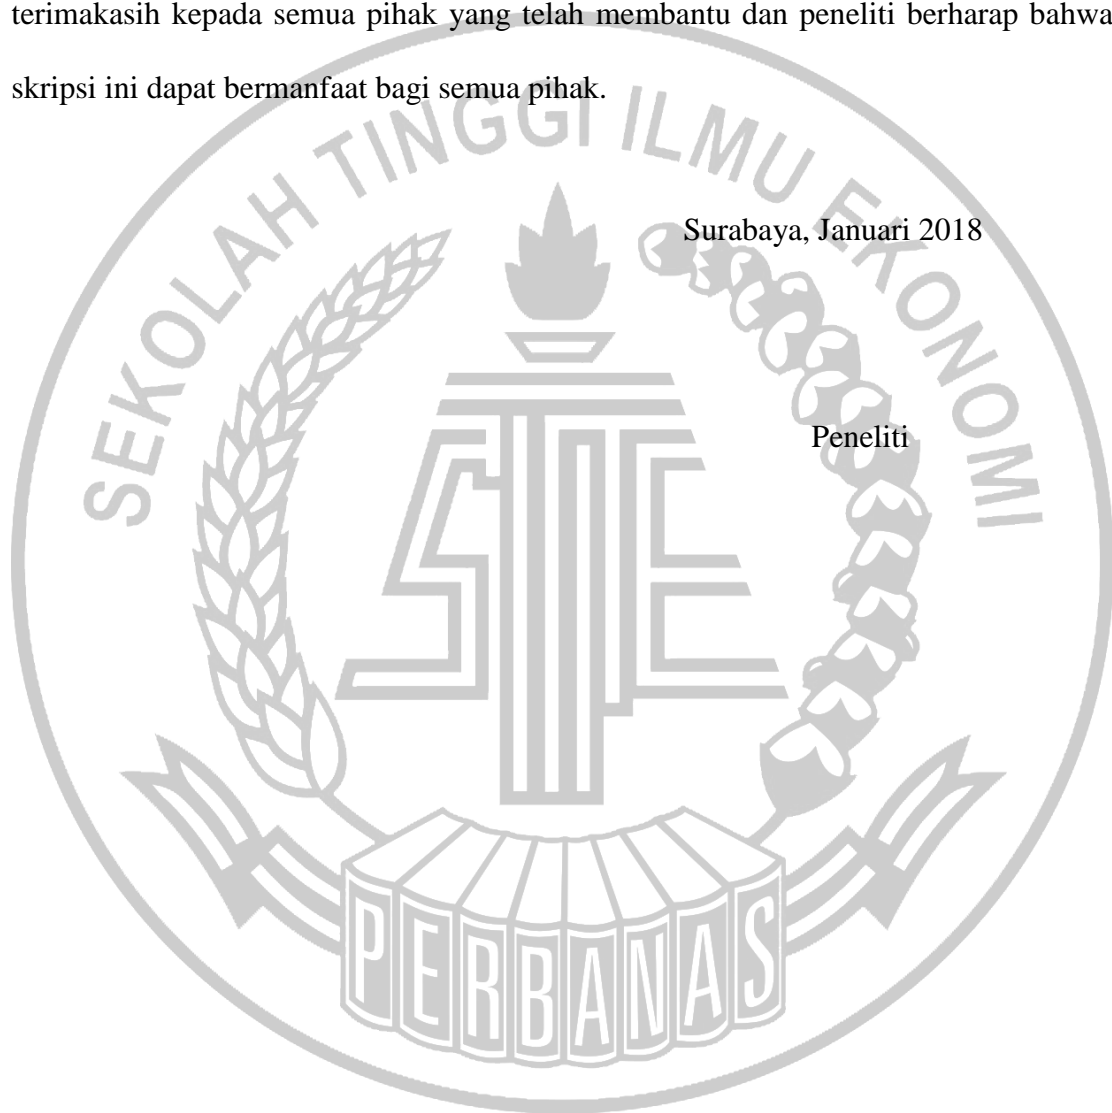 terimakasih kepada semua pihak yang telah membantu dan peneliti berharap bahwa
skripsi ini dapat bermanfaat bagi semua pihak.
SEKOLAH TINGGI ILMU EKONOMI
Surabaya, Januari 2018
Peneliti
STIE
PERBANAS